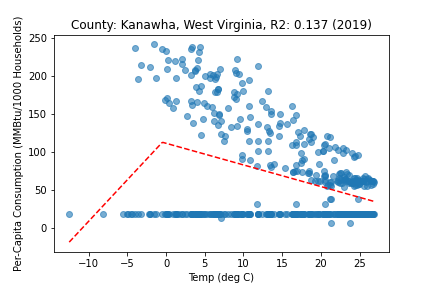 County: Kanawha, West Virginia, R2: 0.137 (2019)
Per-Capita Consumption (MMBtu/1000 Households)
250
200
150
100
50
0
−10 −5 0 5 10 15 20 25
Temp (deg C)